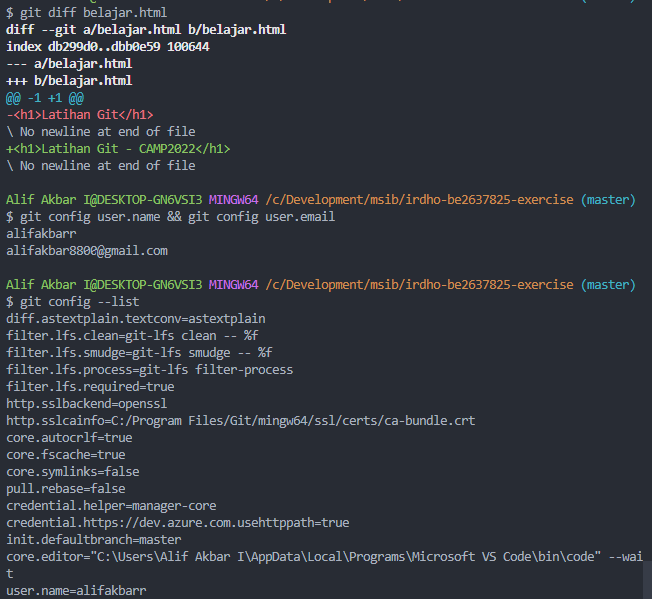 $ git diff belajar.html
diff --git a/belajar.html b/belajar.html
index db299d0..dbb0e59 100644
--- a/belajar.html
+++ b/belajar.html
@@ -1 +1 @@
-<h1>Latihan Git</h1>
\ No newline at end of file
+<h1>Latihan Git - CAMP2022</h1>
\ No newline at end of file
Alif Akbar I@DESKTOP-GN6VSI3 MINGW64 /c/Development/msib/irdho-be2637825-exercise (master)
$ git config user.name && git config user.email
alifakbarr
alifakbar8800@gmail.com
Alif Akbar I@DESKTOP-GN6VSI3 MINGW64 /c/Development/msib/irdho-be2637825-exercise (master)
$ git config --list
diff.astextplain.textconv=astextplain
filter.lfs.clean=git-lfs clean -- %f
filter.lfs.smudge=git-lfs smudge -- %f
filter.lfs.process=git-lfs filter-process
filter.lfs.required=true
http.sslbackend=openssl
http.sslcainfo=C:/Program Files/Git/mingw64/ssl/certs/ca-bundle.crt
core.autocrlf=true
core.fscache=true
core.symlinks=false
pull.rebase=false
credential.helper=manager-core
credential.https://dev.azure.com.usehttppath=true
init.defaultbranch=master
core.editor="C:\Users\Alif Akbar I\AppData\Local\Programs\Microsoft VS Code\bin\code" --wai
t
user.name=alifakbarr